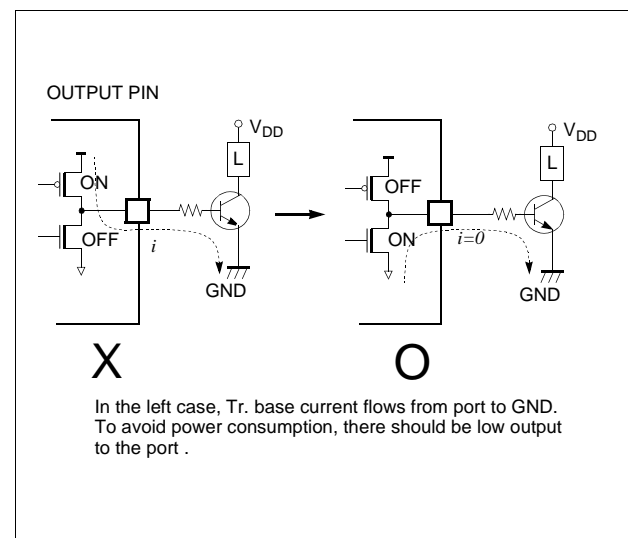 OUTPUT PIN
ON
OFF
i
VDD
L
GND
OFF
ON
i=0
VDD
L
GND
X
O
In the left case, Tr. base current flows from port to GND.
To avoid power consumption, there should be low output
to the port .